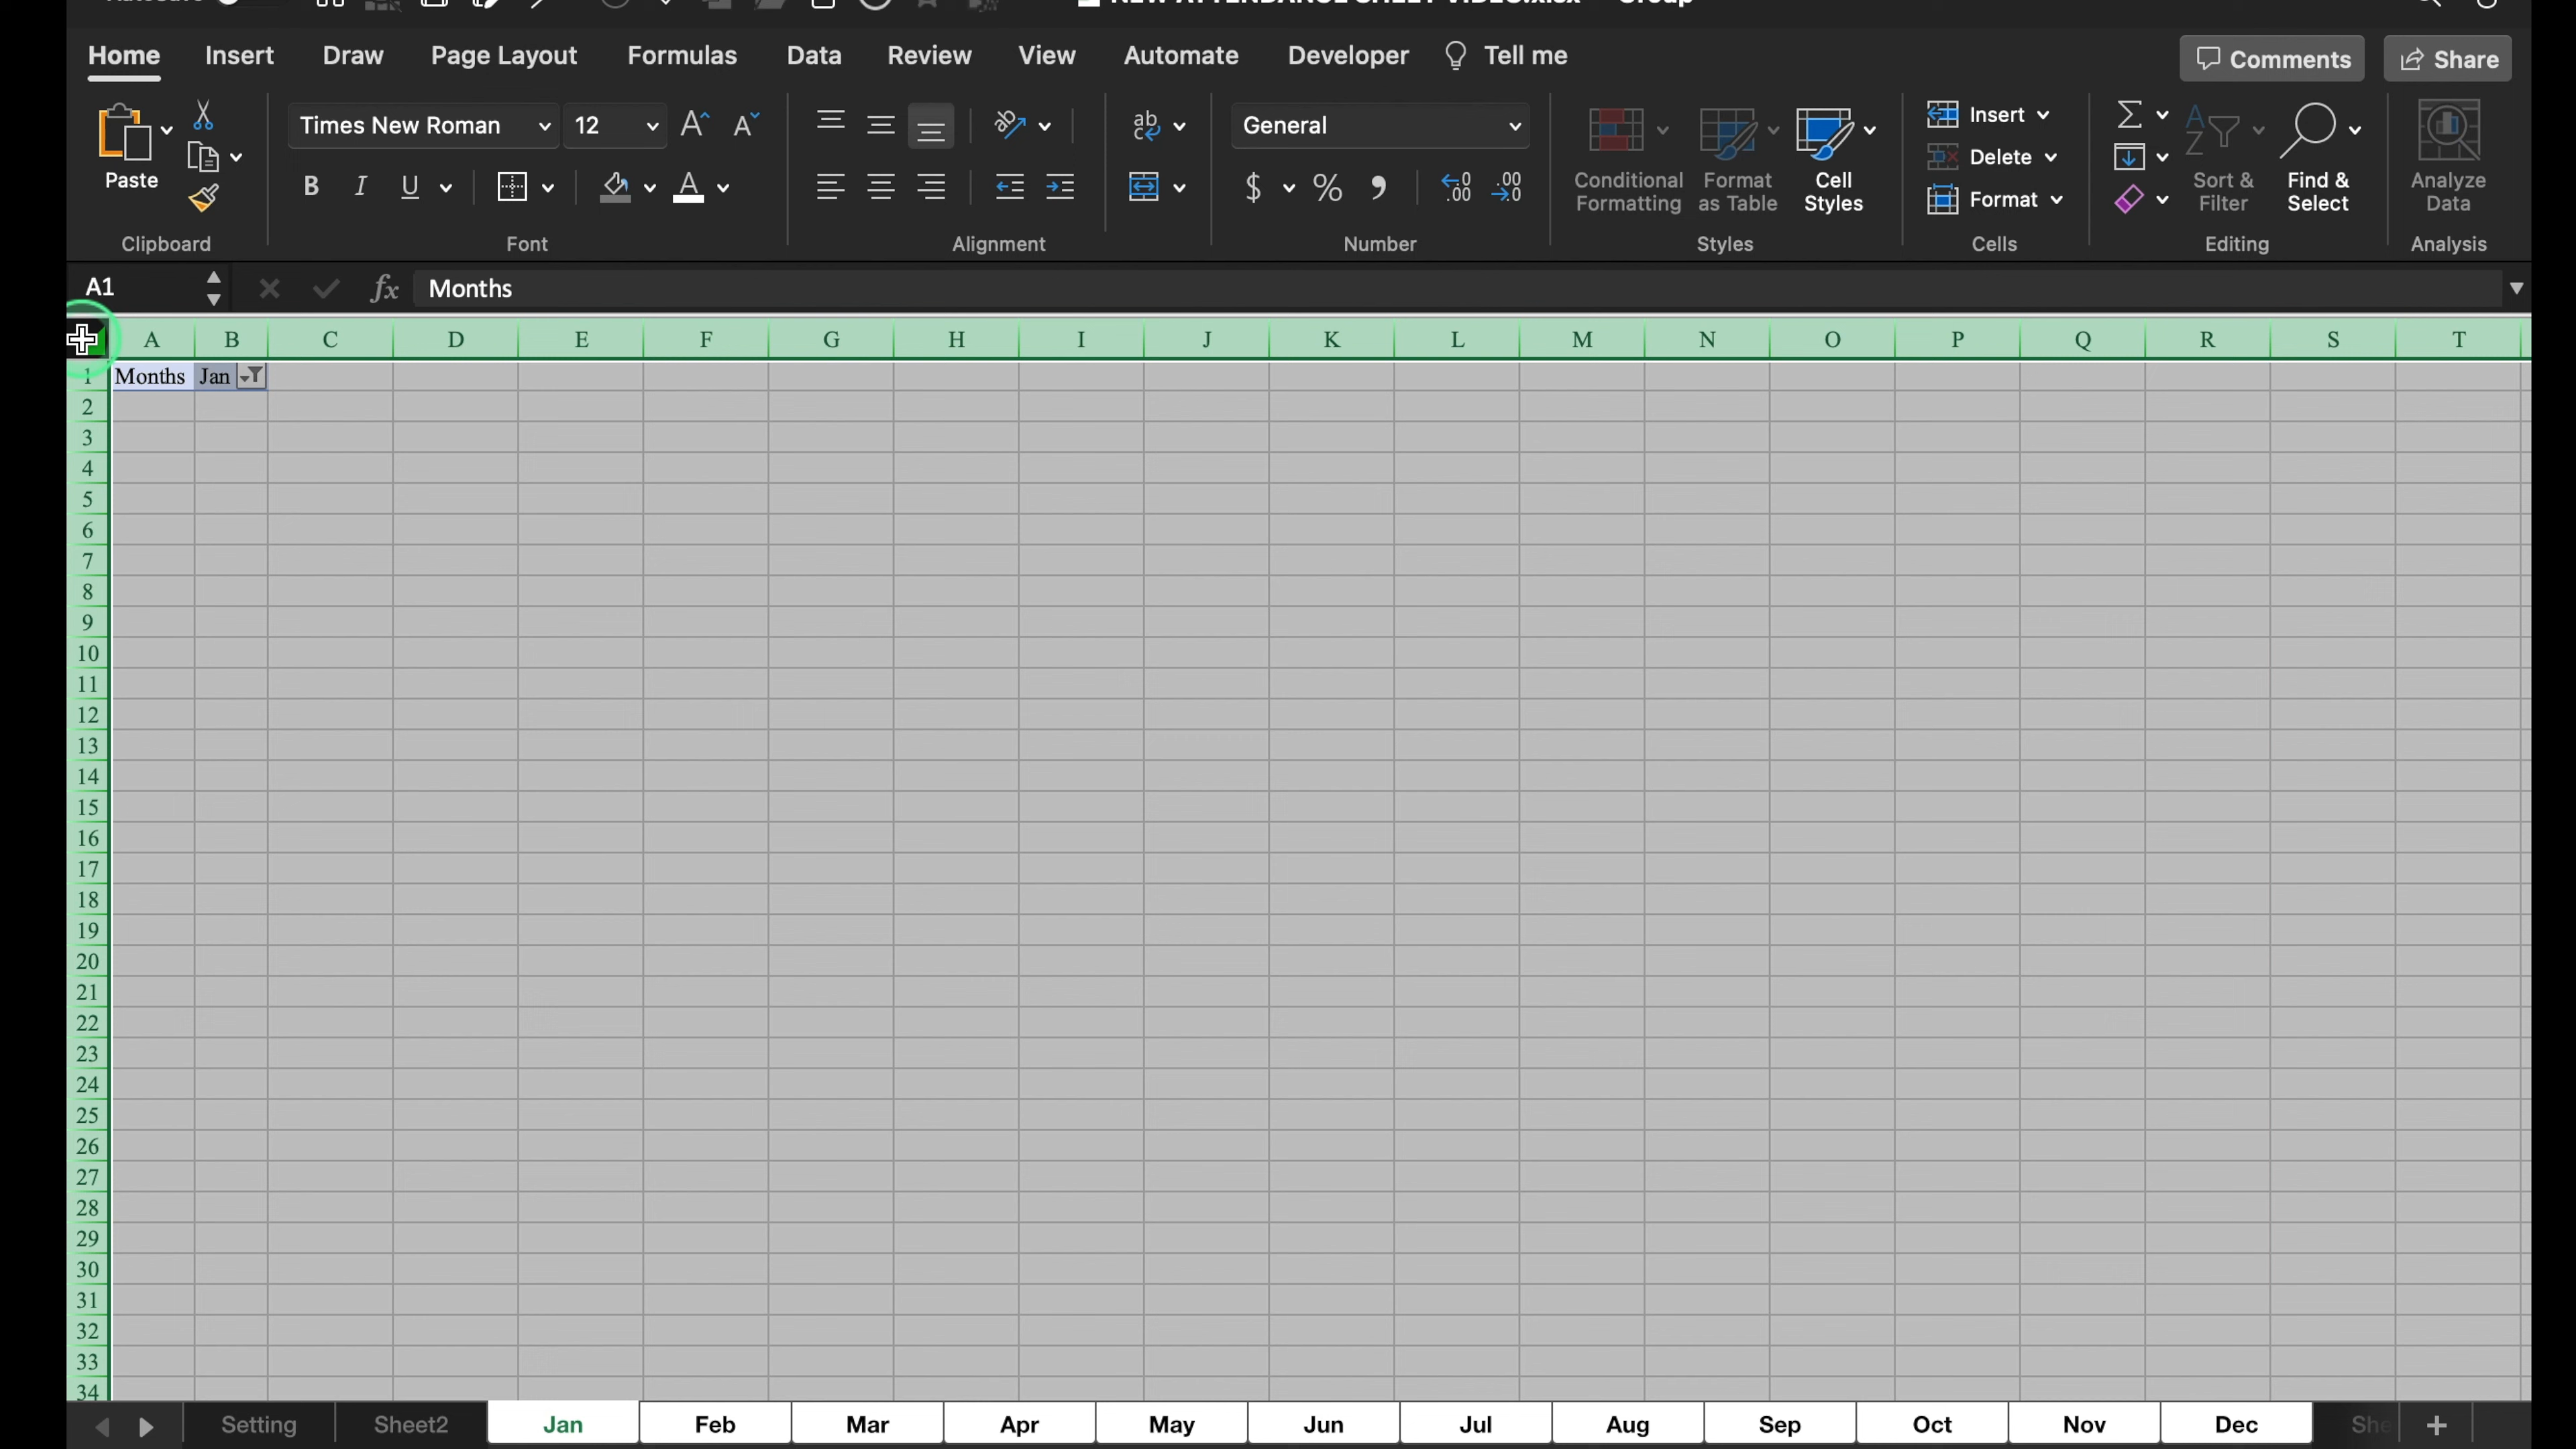 Home Insert Draw Page Layout Formulas Data Review View Automate Developer Tell me Comments Share
Times New Roman 12 General
Paste
B I U
$ % 9
Conditional Formatting
Format as Table
Cell Styles
Insert
Delete
Format
Sort & Filter
Find & Select
Analyze Data
Clipboard Font Alignment Number Styles Cells Editing Analysis
A1 fx Months
A B C D E F G H I J K L M N O P Q R S T
1 Months Jan
2
3
4
5
6
7
8
9
10
11
12
13
14
15
16
17
18
19
20
21
22
23
24
25
26
27
28
29
30
31
32
33
34
Setting Sheet2 Jan Feb Mar Apr May Jun Jul Aug Sep Oct Nov Dec